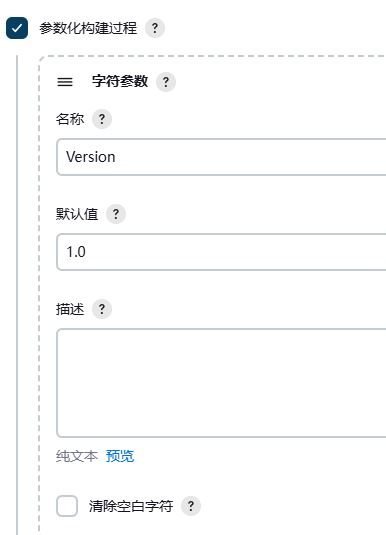 参数化构建过程 ?
字符参数 ?
名称 ?
Version
默认值 ?
1.0
描述 ?
纯文本 预览
清除空白字符 ?